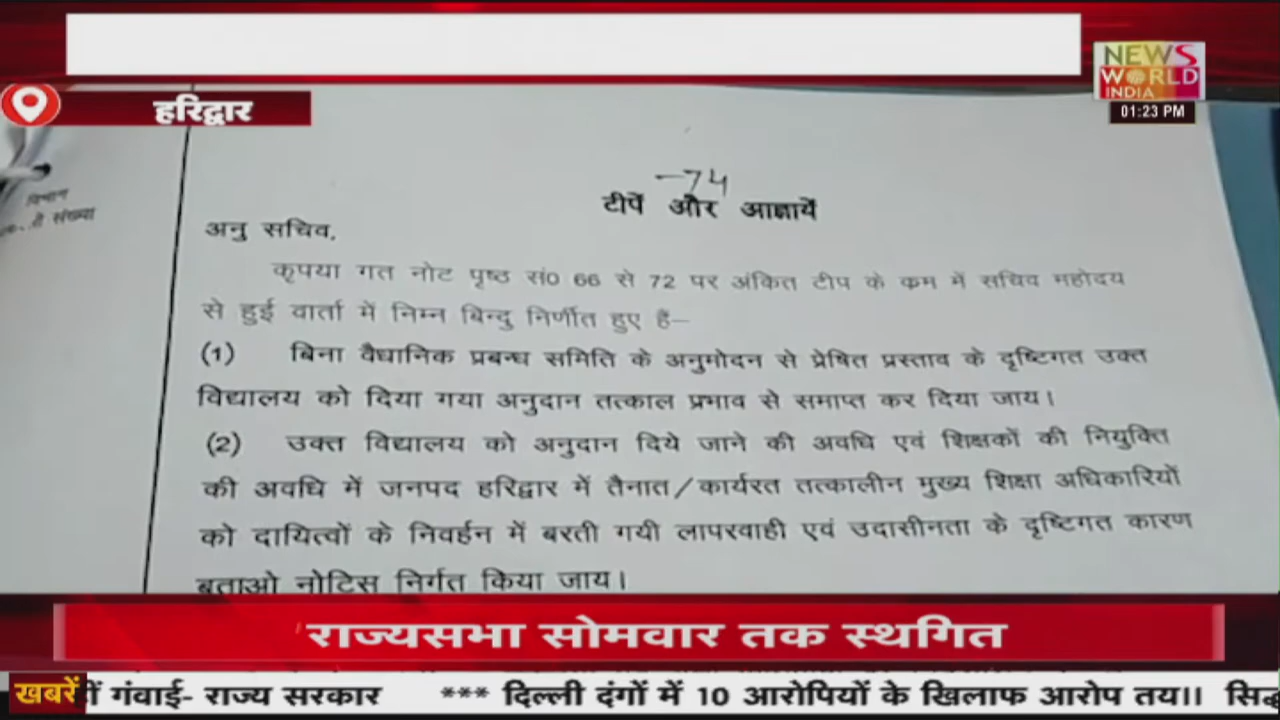 NEWS
WORLD
INDIA
01:23 PM
हरिद्वार
-74
टीपें और आज्ञायें
संख्या
अनु सचिव,
कृपया गत नोट पृष्ठ सं0 66 से 72 पर अंकित टीप के कम में सचिव महोदय
से हुई वार्ता में निम्न बिन्दु निर्णीत हुए हैं–
(1) बिना वैधानिक प्रबन्ध समिति के अनुमोदन से प्रेषित प्रस्ताव के दृष्टिगत उक्त
विद्यालय को दिया गया अनुदान तत्काल प्रभाव से समाप्त कर दिया जाय।
(2) उक्त विद्यालय को अनुदान दिये जाने की अवधि एवं शिक्षकों की नियुक्ति
की अवधि में जनपद हरिद्वार में तैनात/कार्यरत तत्कालीन मुख्य शिक्षा अधिकारियों
को दायित्वों के निवर्हन में बरती गयी लापरवाही एवं उदासीनता के दृष्टिगत कारण
बताओ नोटिस निर्गत किया जाय।
राज्यसभा सोमवार तक स्थगित
खबरें गंवाई- राज्य सरकार *** दिल्ली दंगों में 10 आरोपियों के खिलाफ आरोप तय।।